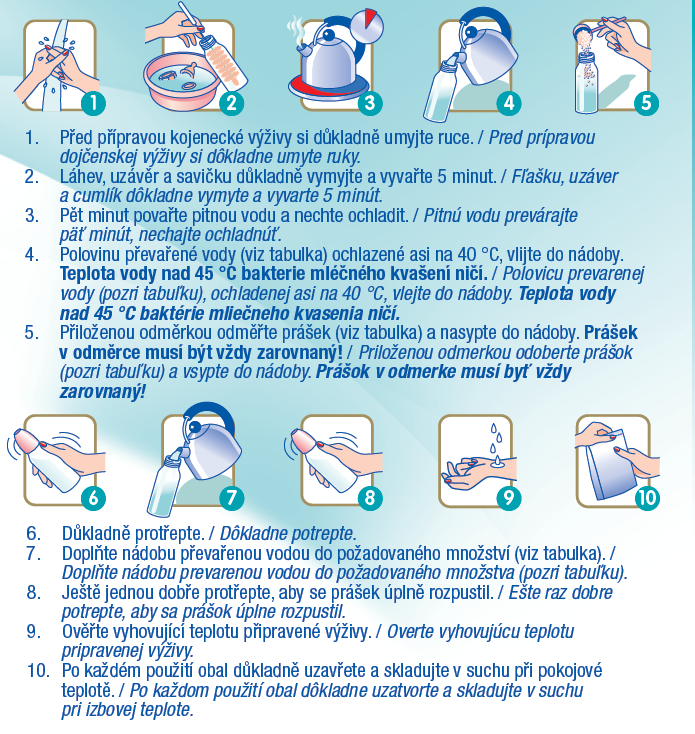 1 2 3 4 5
1. Před přípravou kojenecké výživy si důkladně umyjte ruce. / Pred prípravou
dojčenskej výživy si dôkladne umyte ruky.
2. Láhev, uzávěr a savičku důkladně vymyjte a vyvařte 5 minut. / Fľašku, uzáver
a cumlík dôkladne vymyte a vyvarte 5 minút.
3. Pět minut povařte pitnou vodu a nechte ochladit. / Pitnú vodu prevárajte
päť minút, nechajte ochladnúť.
4. Polovinu převařené vody (viz tabulka) ochlazené asi na 40 °C, vlijte do nádoby.
Teplota vody nad 45 °C bakterie mléčného kvašení ničí. / Polovicu prevarenej
vody (pozri tabuľku), ochladenej asi na 40 °C, vlejte do nádoby. Teplota vody
nad 45 °C baktérie mliečneho kvasenia ničí.
5. Přiloženou odměrkou odměřte prášek (viz tabulka) a nasypte do nádoby. Prášek
v odměrce musí být vždy zarovnaný! / Priloženou odmerkou odoberte prášok
(pozri tabuľku) a vsypte do nádoby. Prášok v odmerke musí byť vždy
zarovnaný!
6 7 8 9 10
6. Důkladně protřepte. / Dôkladne potrepte.
7. Doplňte nádobu převařenou vodou do požadovaného množství (viz tabulka). /
Doplňte nádobu prevarenou vodou do požadovaného množstva (pozri tabuľku).
8. Ještě jednou dobře protřepte, aby se prášek úplně rozpustil. / Ešte raz dobre
potrepte, aby sa prášok úplne rozpustil.
9. Ověřte vyhovující teplotu připravené výživy. / Overte vyhovujúcu teplotu
pripravenej výživy.
10. Po každém použití obal důkladně uzavřete a skladujte v suchu při pokojové
teplotě. / Po každom použití obal dôkladne uzatvorte a skladujte v suchu
pri izbovej teplote.